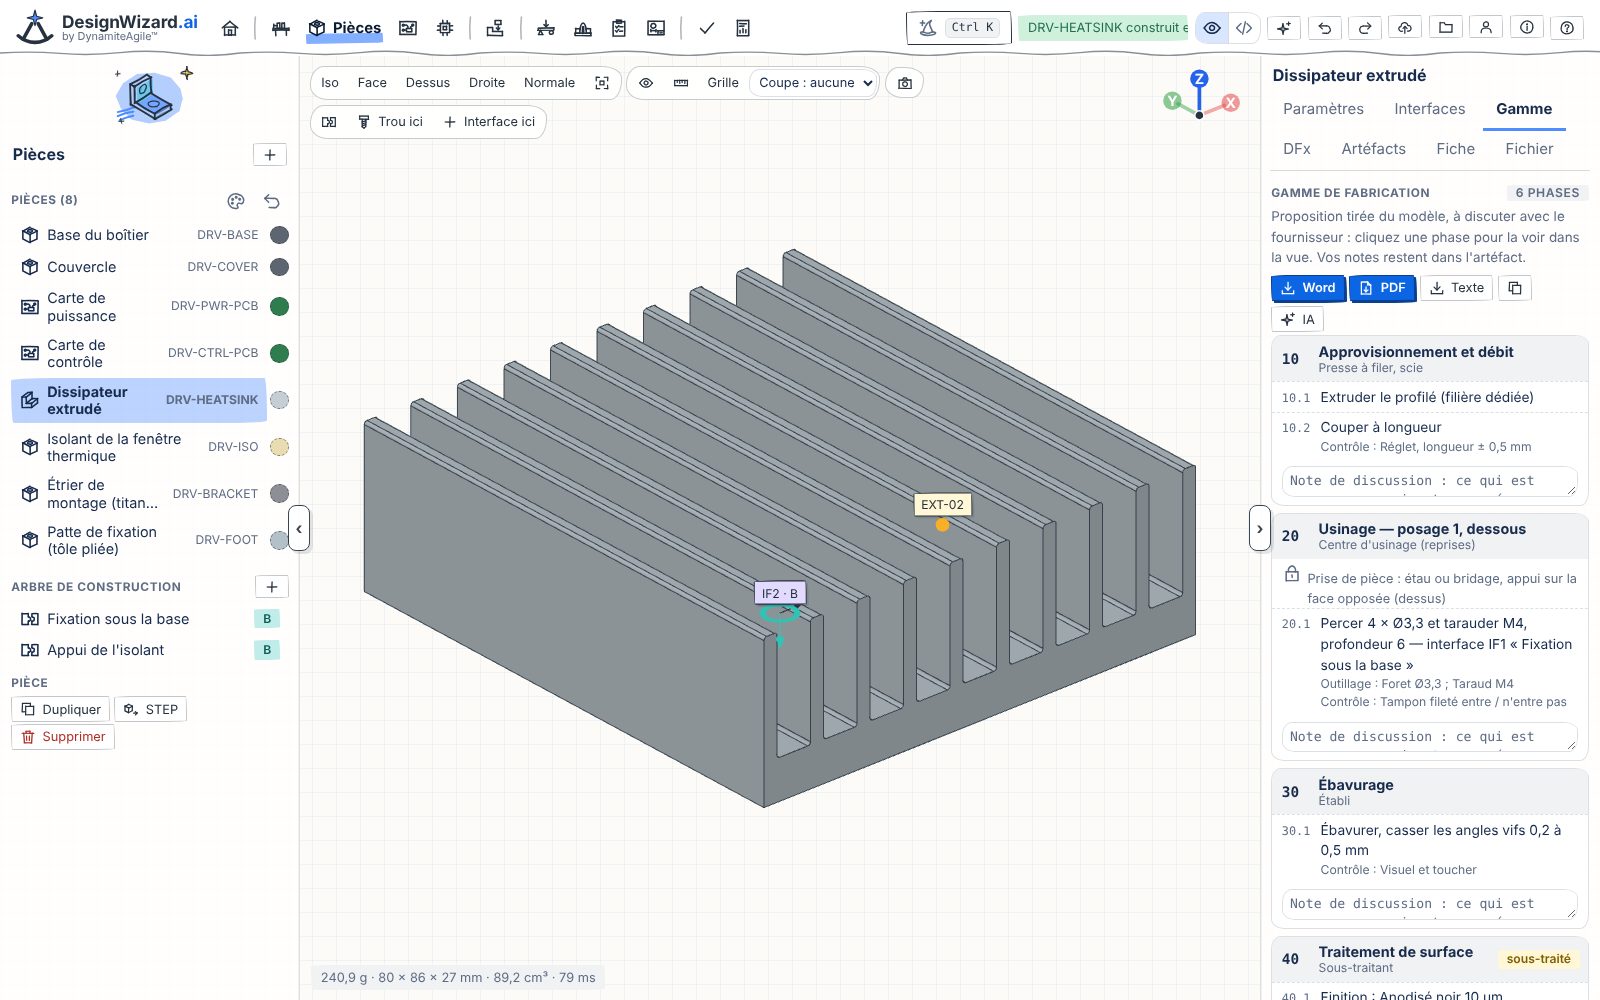 DesignWizard.ai
by DynamiteAgile™
Pièces
Ctrl K
DRV-HEATSINK construit e
Pièces
PIÈCES (8)
Base du boîtier DRV-BASE
Couvercle DRV-COVER
Carte de
puissance DRV-PWR-PCB
Carte de
contrôle DRV-CTRL-PCB
Dissipateur
extrudé DRV-HEATSINK
Isolant de la fenêtre
thermique DRV-ISO
Étrier de
montage (titan... DRV-BRACKET
Patte de fixation
(tôle pliée) DRV-FOOT
ARBRE DE CONSTRUCTION
Fixation sous la base B
Appui de l'isolant B
PIÈCE
Dupliquer STEP
Supprimer
Iso Face Dessus Droite Normale Grille Coupe : aucune
Trou ici Interface ici
Z
Y X
EXT-02
IF2 · B
240,9 g · 80 × 86 × 27 mm · 89,2 cm³ · 79 ms
Dissipateur extrudé
Paramètres Interfaces Gamme
DFx Artéfacts Fiche Fichier
GAMME DE FABRICATION 6 PHASES
Proposition tirée du modèle, à discuter avec le
fournisseur : cliquez une phase pour la voir dans
la vue. Vos notes restent dans l'artéfact.
Word PDF Texte
IA
10 Approvisionnement et débit
Presse à filer, scie
10.1 Extruder le profilé (filière dédiée)
10.2 Couper à longueur
Contrôle : Réglet, longueur ± 0,5 mm
Note de discussion : ce qui est
20 Usinage — posage 1, dessous
Centre d'usinage (reprises)
Prise de pièce : étau ou bridage, appui sur la
face opposée (dessus)
20.1 Percer 4 × Ø3,3 et tarauder M4,
profondeur 6 — interface IF1 « Fixation
sous la base »
Outillage : Foret Ø3,3 ; Taraud M4
Contrôle : Tampon fileté entre / n'entre pas
Note de discussion : ce qui est
30 Ébavurage
Établi
30.1 Ébavurer, casser les angles vifs 0,2 à
0,5 mm
Contrôle : Visuel et toucher
Note de discussion : ce qui est
40 Traitement de surface sous-traité
Sous-traitant
40.1 Finition : Anodisé noir 10 µm